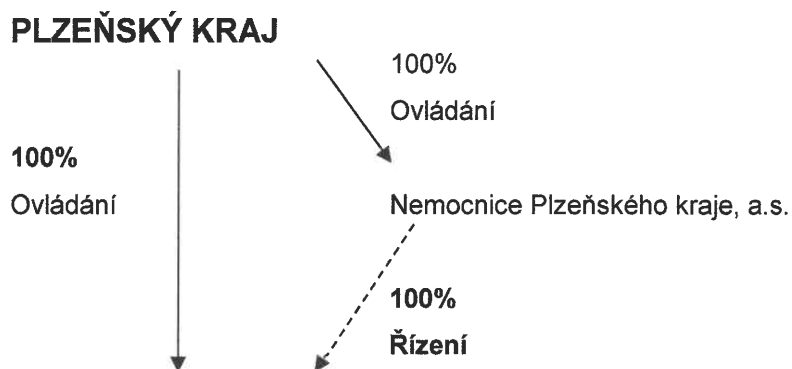 PLZEŇSKÝ KRAJ
100%
Ovládání
100%
Ovládání
Nemocnice Plzeňského kraje, a.s.
100%
Řízení